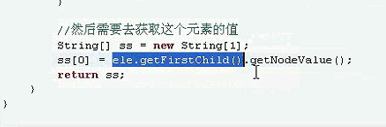 }
//然后需要去获取这个元素的值
String[] ss = new String[1];
ss[0] = ele.getFirstChild().getNodeValue();
return ss;
}
}